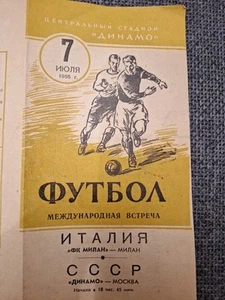 ЦЕНТРАЛЬНЫЙ СТАДИОН
«ДИНАМО»
7
ИЮЛЯ
1955 г.
ФУТБОЛ
МЕЖДУНАРОДНАЯ ВСТРЕЧА
ИТАЛИЯ
«ФК МИЛАН» — МИЛАН
СССР
«ДИНАМО» — МОСКВА
Начало в 18 час. 45 мин.